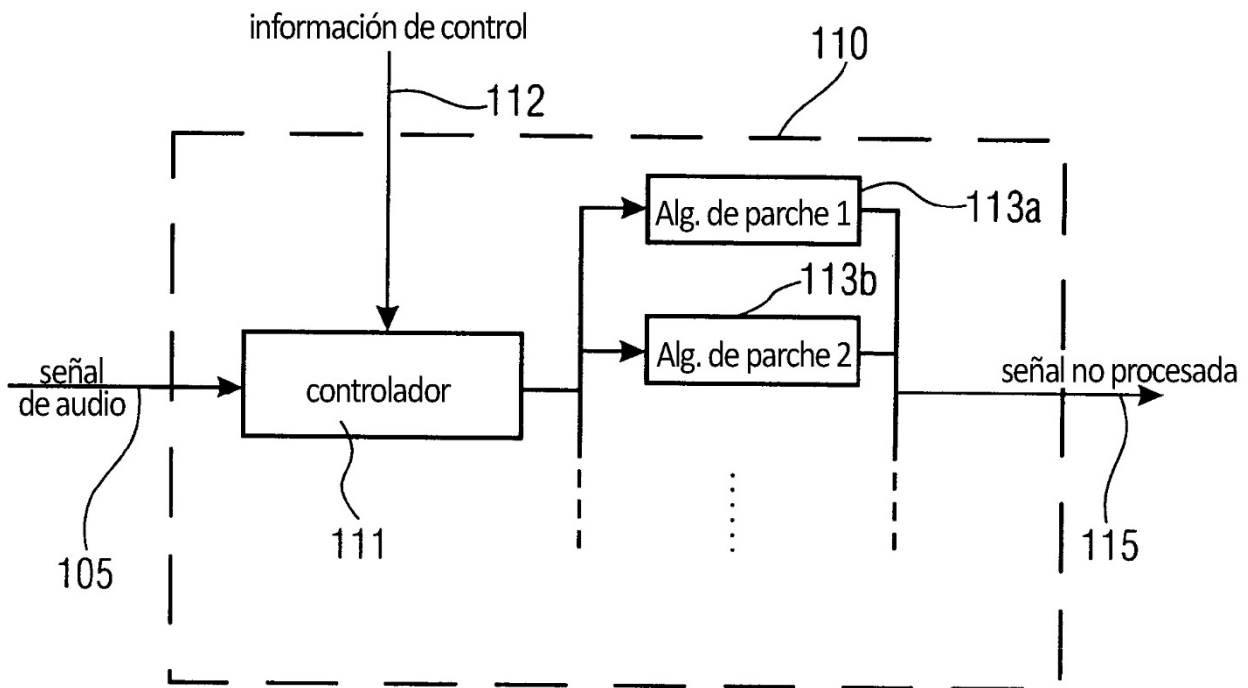 información de control
110
112
Alg. de parche 1
113a
113b
Alg. de parche 2
señal
de audio
controlador
señal no procesada
105
111
115